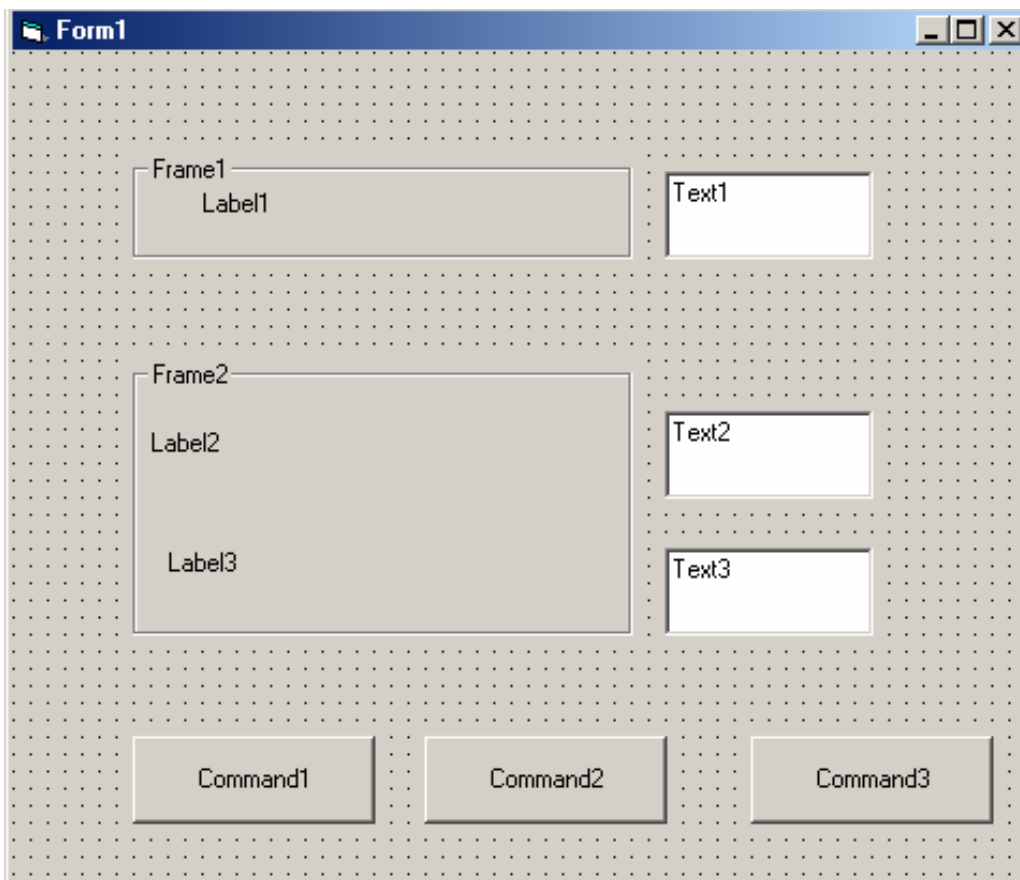 Form1
Frame1
Label1
Text1
Frame2
Label2
Text2
Label3
Text3
Command1
Command2
Command3